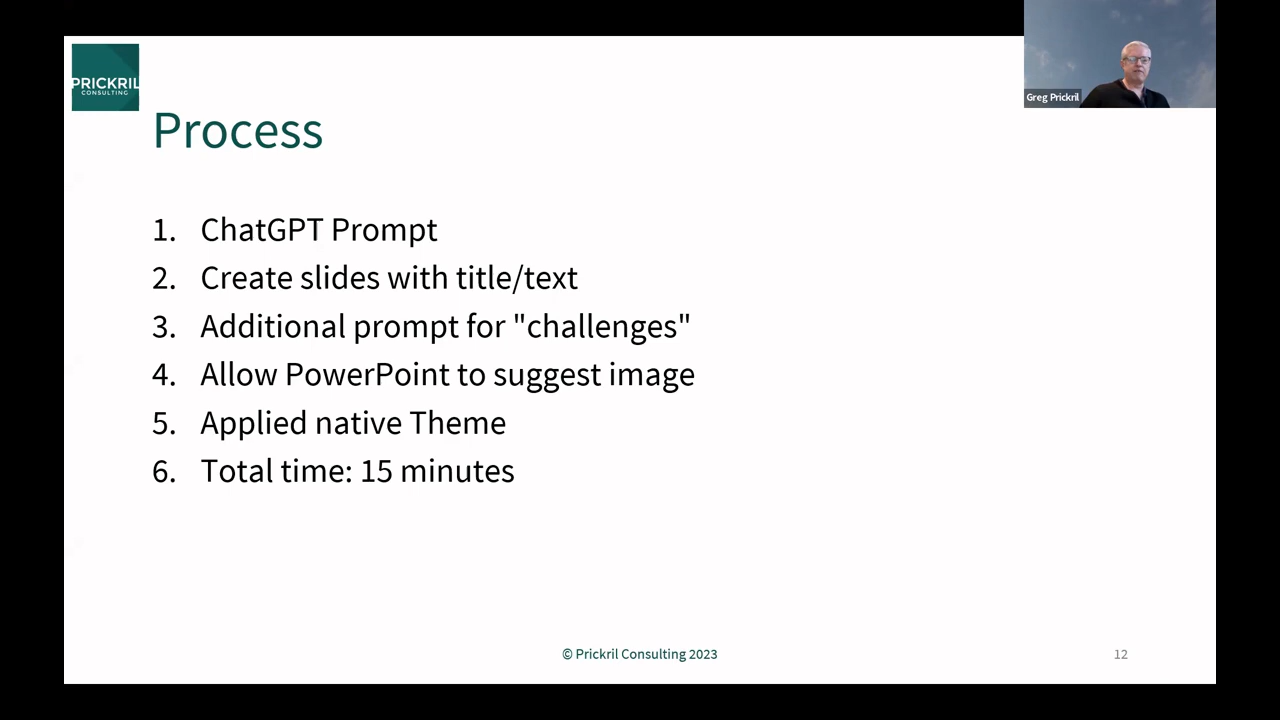 PRICKRIL
CONSULTING
Greg Prickril
Process
1. ChatGPT Prompt
2. Create slides with title/text
3. Additional prompt for "challenges"
4. Allow PowerPoint to suggest image
5. Applied native Theme
6. Total time: 15 minutes
© Prickril Consulting 2023
12